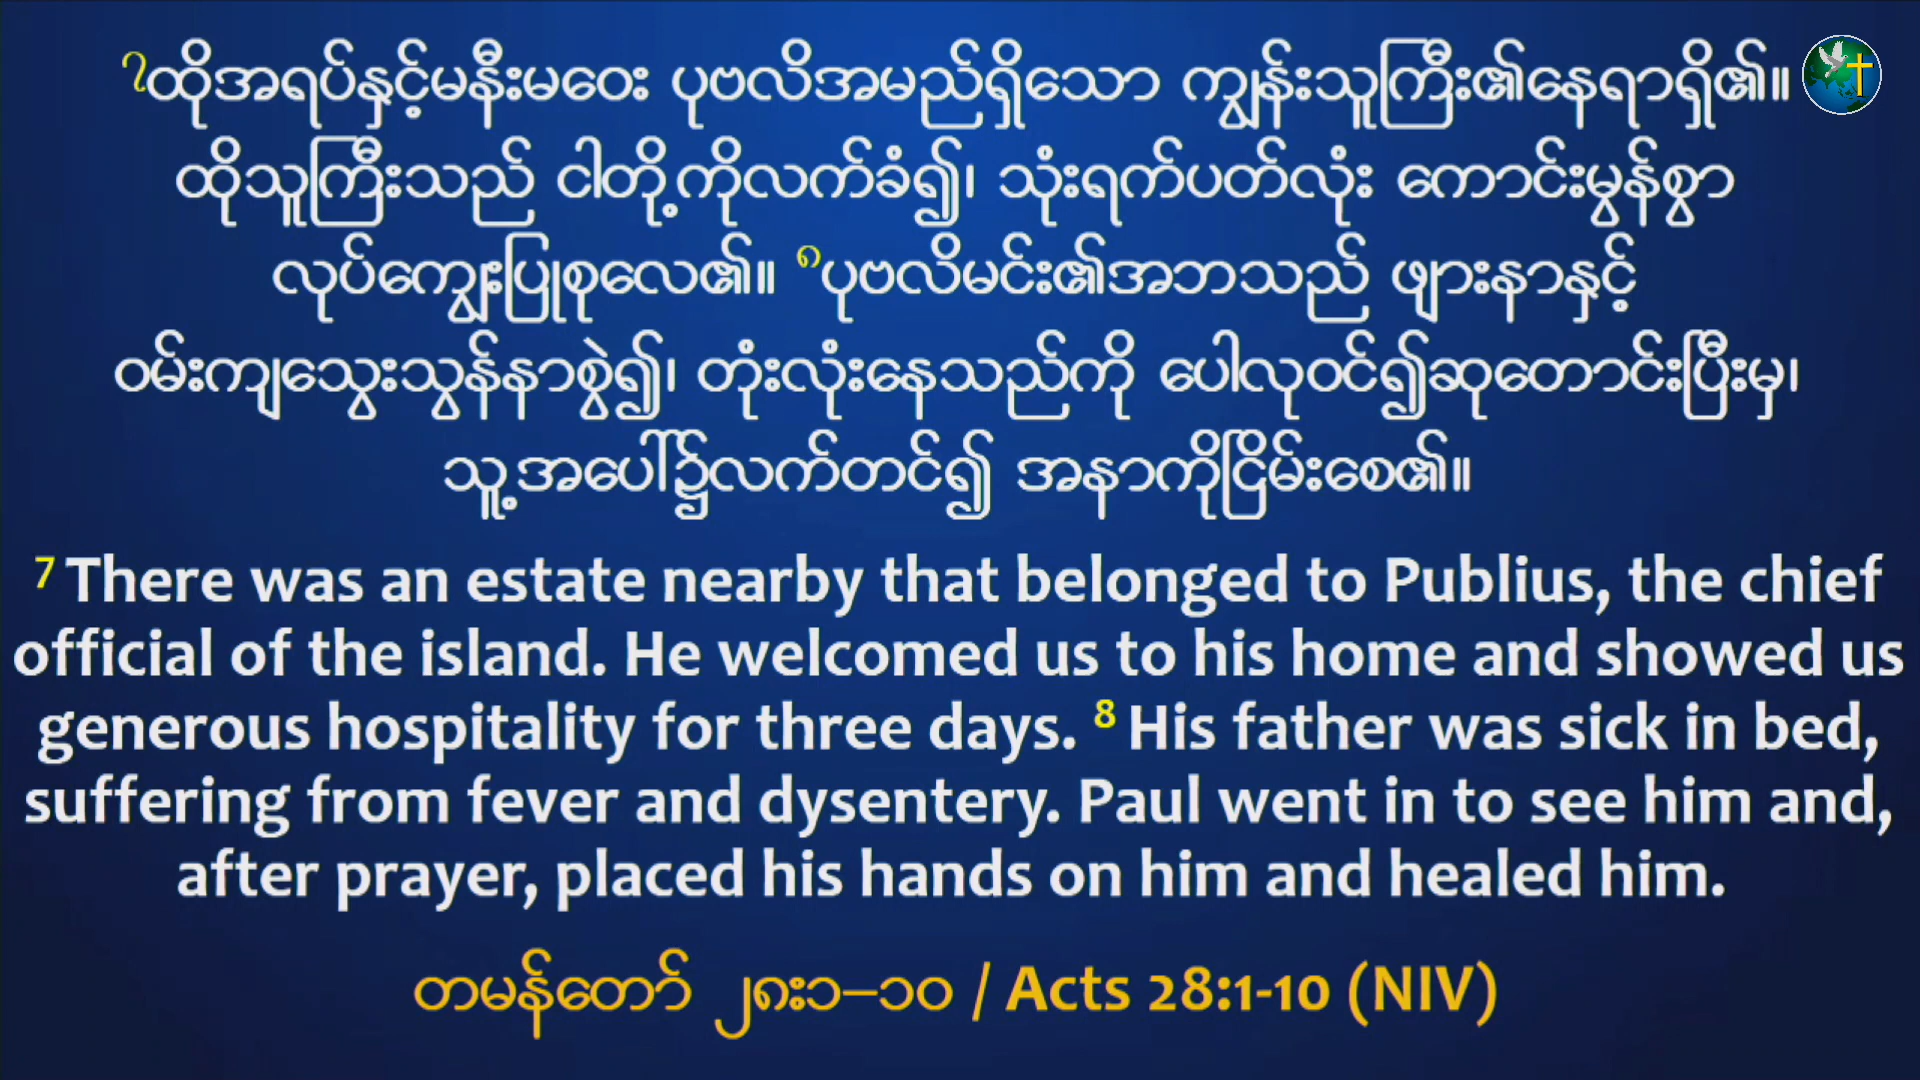 ၇ထိုအရပ်နှင့်မနီးမဝေး ပုဗလိအမည်ရှိသော ကျွန်းသူကြီး၏နေရာရှိ၏။
ထိုသူကြီးသည် ငါတို့ကိုလက်ခံ၍၊ သုံးရက်ပတ်လုံး ကောင်းမွန်စွာ
လုပ်ကျွေးပြုစုလေ၏။ ၈ပုဗလိမင်း၏အဘသည် ဖျားနာနှင့်
ဝမ်းကျသွေးသွန်နာစွဲ၍၊ တုံးလုံးနေသည်ကို ပေါလုဝင်၍ဆုတောင်းပြီးမှ၊
သူ့အပေါ်၌လက်တင်၍ အနာကိုငြိမ်းစေ၏။
7 There was an estate nearby that belonged to Publius, the chief
official of the island. He welcomed us to his home and showed us
generous hospitality for three days. 8 His father was sick in bed,
suffering from fever and dysentery. Paul went in to see him and,
after prayer, placed his hands on him and healed him.
တမန်တော် ၂၈း၁–၁၀ / Acts 28:1-10 (NIV)